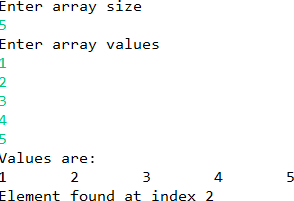 Enter array size
5
Enter array values
1
2
3
4
5
Values are:
1 2 3 4 5
Element found at index 2